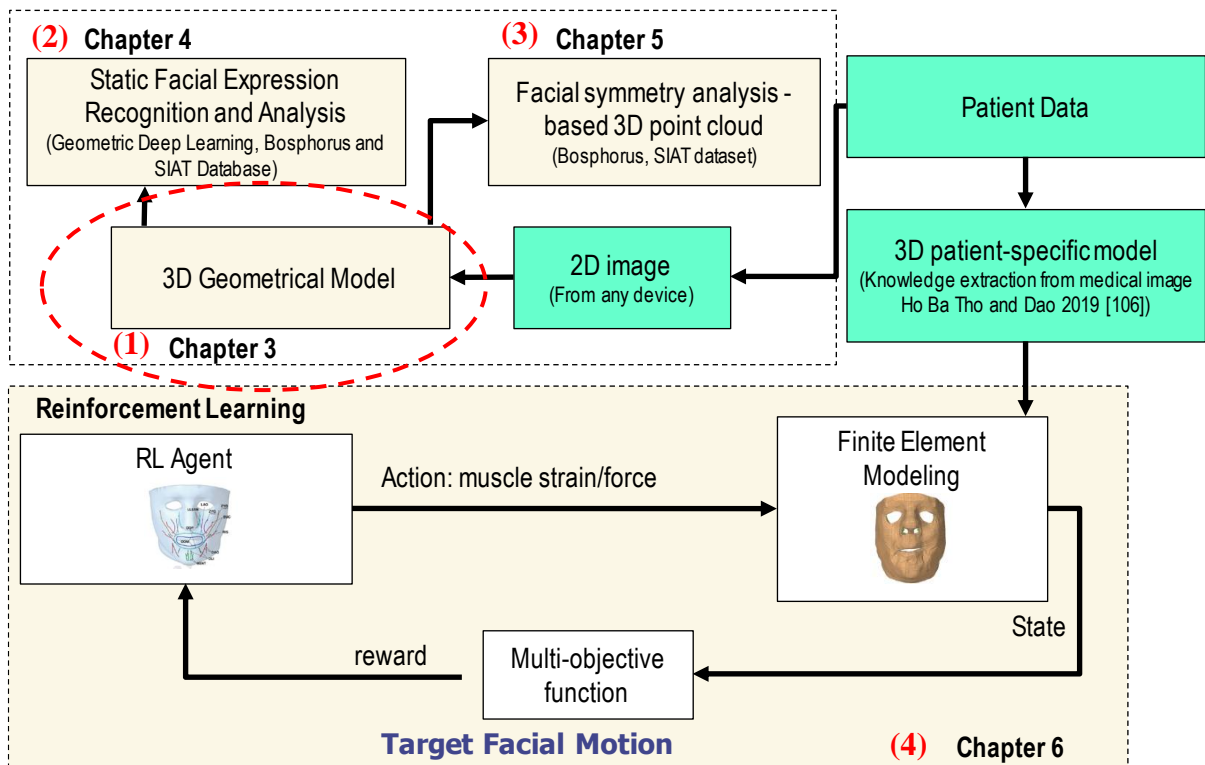 (2) Chapter 4
Static Facial Expression
Recognition and Analysis
(Geometric Deep Learning, Bosphorus and
SIAT Database)
(3) Chapter 5
Facial symmetry analysis -
based 3D point cloud
(Bosphorus, SIAT dataset)
Patient Data
3D Geometrical Model
(1) Chapter 3
2D image
(From any device)
3D patient-specific model
(Knowledge extraction from medical image
Ho Ba Tho and Dao 2019 [106])
Reinforcement Learning
RL Agent
Action: muscle strain/force
Finite Element
Modeling
State
reward
Multi-objective
function
Target Facial Motion
(4) Chapter 6